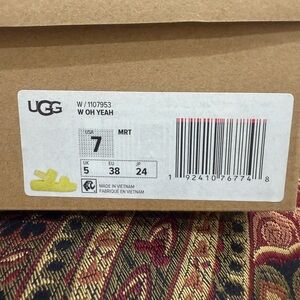 UGG
W / 1107953
W OH YEAH
USA
7
MRT
UK EU JP
5 38 24
MADE IN VIETNAM
FABRIQUÉ EN VIETNAM
1 92410 76774 8